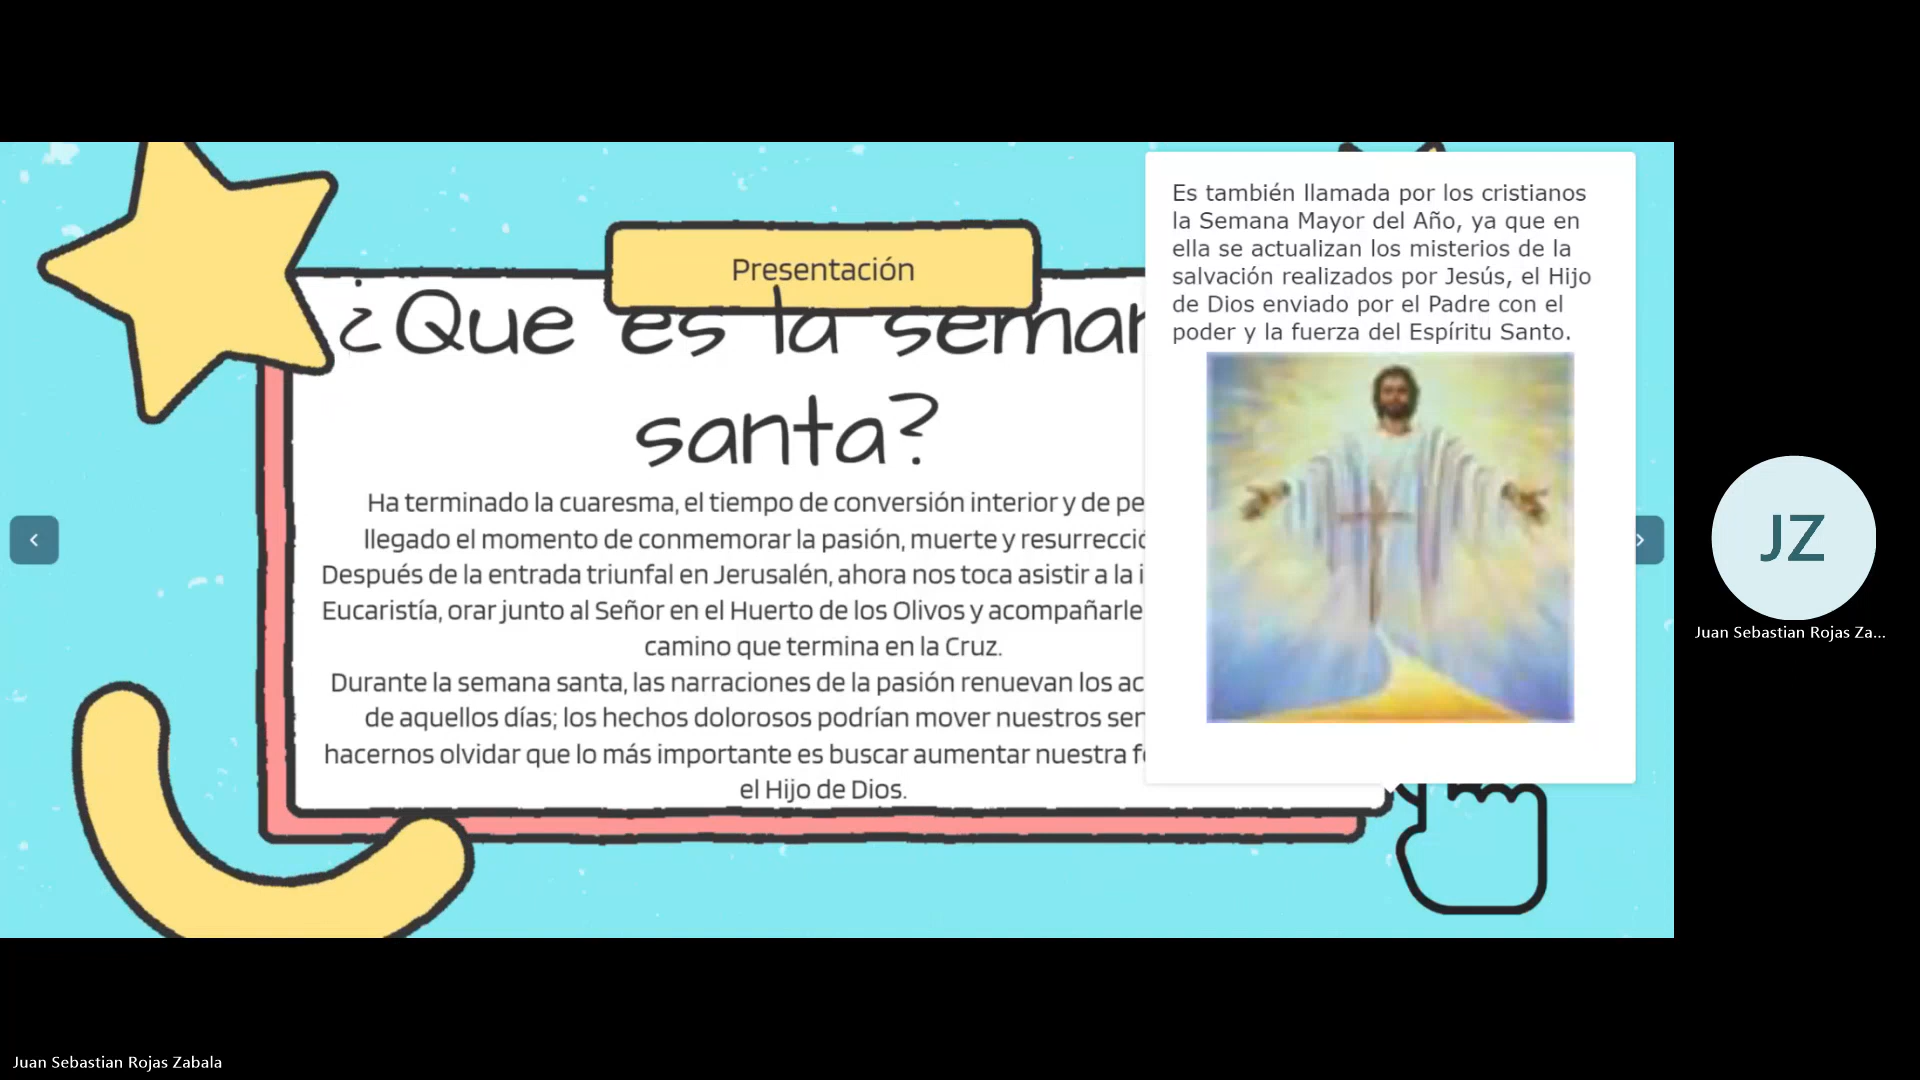 Presentación
¿Que es la seman
santa?
Ha terminado la cuaresma, el tiempo de conversión interior y de pe
llegado el momento de conmemorar la pasión, muerte y resurrecció
Después de la entrada triunfal en Jerusalén, ahora nos toca asistir a la i
Eucaristía, orar junto al Señor en el Huerto de los Olivos y acompañarle
camino que termina en la Cruz.
Durante la semana santa, las narraciones de la pasión renuevan los ac
de aquellos días; los hechos dolorosos podrían mover nuestros sen
hacernos olvidar que lo más importante es buscar aumentar nuestra f
el Hijo de Dios.
Es también llamada por los cristianos
la Semana Mayor del Año, ya que en
ella se actualizan los misterios de la
salvación realizados por Jesús, el Hijo
de Dios enviado por el Padre con el
poder y la fuerza del Espíritu Santo.
JZ
Juan Sebastian Rojas Za...
Juan Sebastian Rojas Zabala